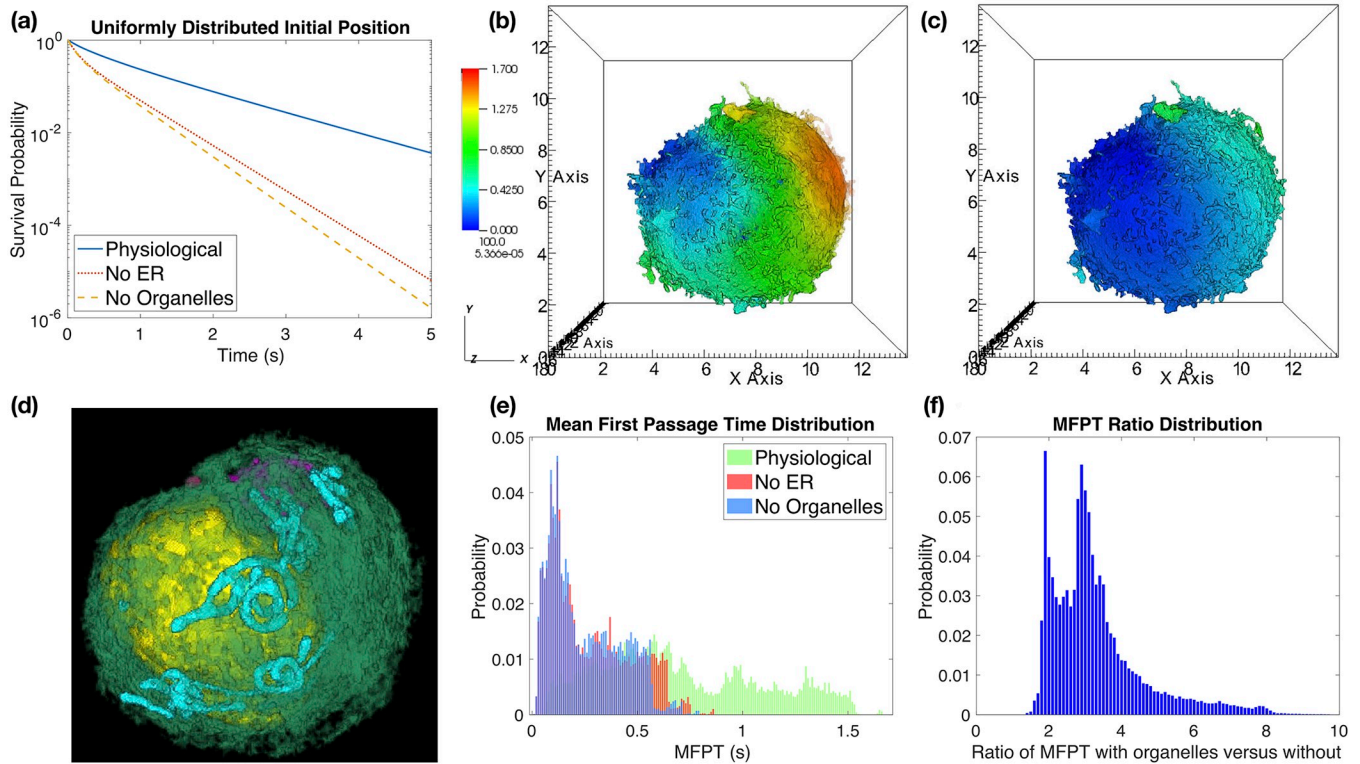 (a)
Uniformly Distributed Initial Position
10^0
10^-2
10^-4
10^-6
Survival Probability
Physiological
No ER
No Organelles
0 1 2 3 4 5
Time (s)
(b)
1.700
1.275
0.8500
0.4250
0.000
100.0
5.366e-05
Y
Z X
12
10
8
Y Axis
6
4
2
Z Axis
2 4 6 8 10 12
X Axis
(c)
12
10
8
Y Axis
6
4
2
Z Axis
2 4 6 8 10 12
X Axis
(d)
(e)
Mean First Passage Time Distribution
0.05
0.04
0.03
0.02
0.01
0
Probability
Physiological
No ER
No Organelles
0 0.5 1 1.5
MFPT (s)
(f)
MFPT Ratio Distribution
0.07
0.06
0.05
0.04
0.03
0.02
0.01
0
Probability
0 2 4 6 8 10
Ratio of MFPT with organelles versus without